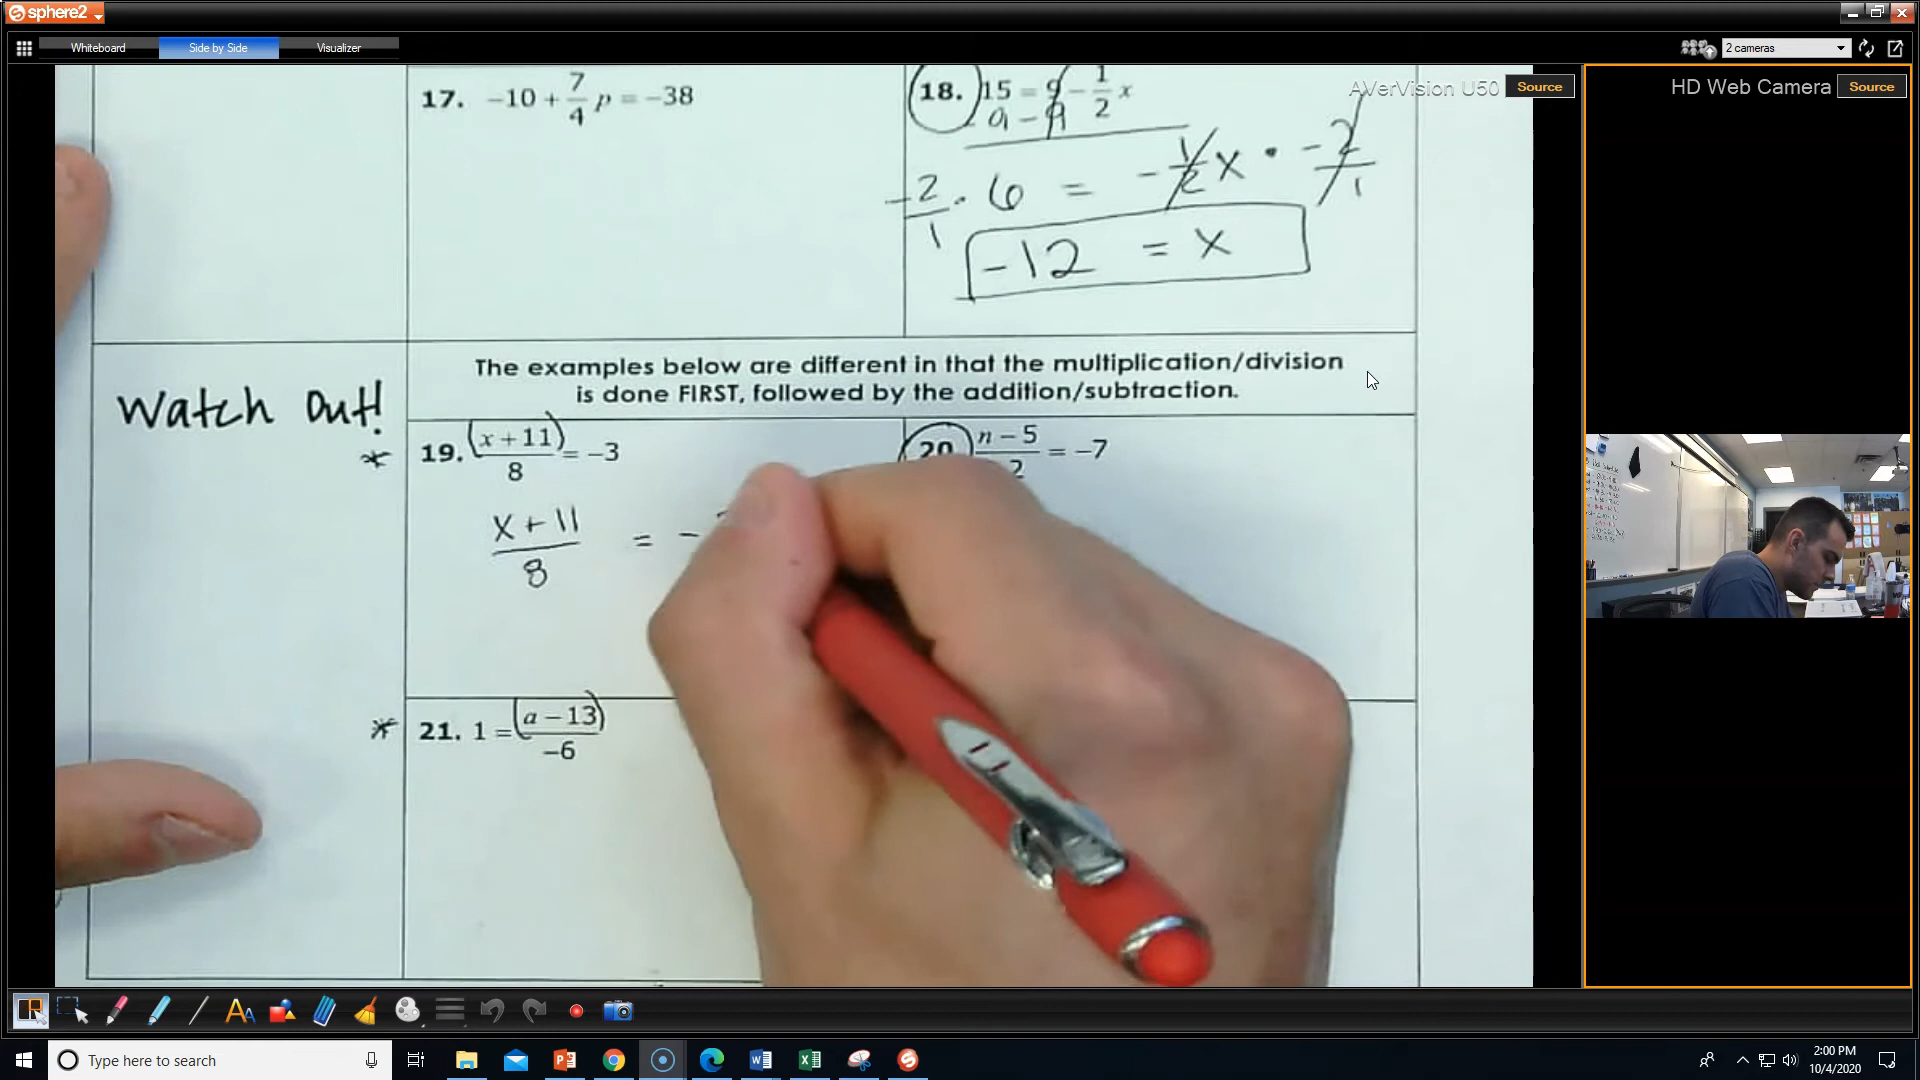 sphere2
Whiteboard
Side by Side
Visualizer
2 cameras
AVerVision U50
Source
HD Web Camera
Source
17. -10 + 7/4 p = -38
18. 15 = 9 - 1/2 x
-9 -9
-2/1 · 6 = -1/2 x · -2/1
-12 = x
The examples below are different in that the multiplication/division
is done FIRST, followed by the addition/subtraction.
Watch Out!
* 19. (x + 11)/8 = -3
20. n - 5/2 = -7
x + 11/8 = -
* 21. 1 = (a - 13)/-6
Type here to search
2:00 PM
10/4/2020